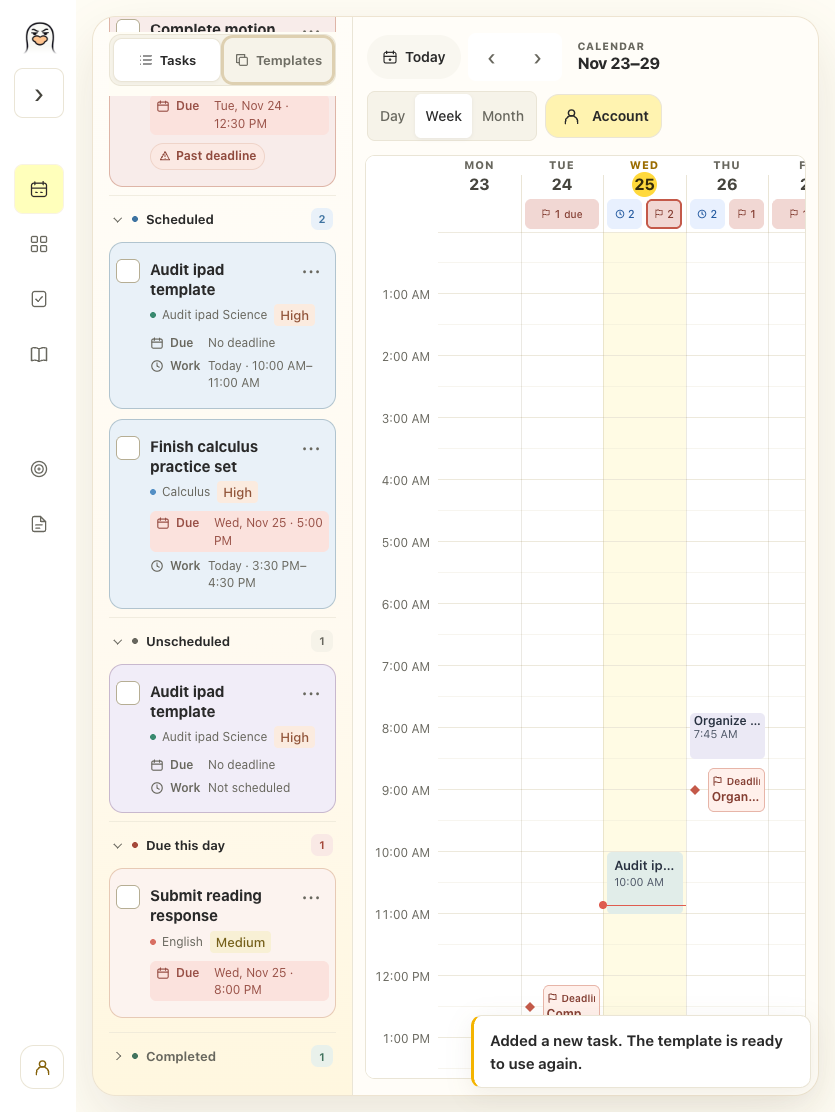 Complete motion
Tasks
Templates
Due Tue, Nov 24 ·
12:30 PM
Past deadline
Scheduled 2
Audit ipad
template
Audit ipad Science High
Due No deadline
Work Today · 10:00 AM–
11:00 AM
Finish calculus
practice set
Calculus High
Due Wed, Nov 25 · 5:00
PM
Work Today · 3:30 PM–
4:30 PM
Unscheduled 1
Audit ipad
template
Audit ipad Science High
Due No deadline
Work Not scheduled
Due this day 1
Submit reading
response
English Medium
Due Wed, Nov 25 ·
8:00 PM
Completed 1
Today
CALENDAR
Nov 23–29
Day Week Month
Account
MON TUE WED THU F
23 24 25 26 2
1 due 2 2 2 1 1
1:00 AM
2:00 AM
3:00 AM
4:00 AM
5:00 AM
6:00 AM
7:00 AM
8:00 AM
9:00 AM
10:00 AM
11:00 AM
12:00 PM
1:00 PM
Organize ...
7:45 AM
Deadli
Organ...
Audit ip...
10:00 AM
Deadli
Comp
Added a new task. The template is ready
to use again.